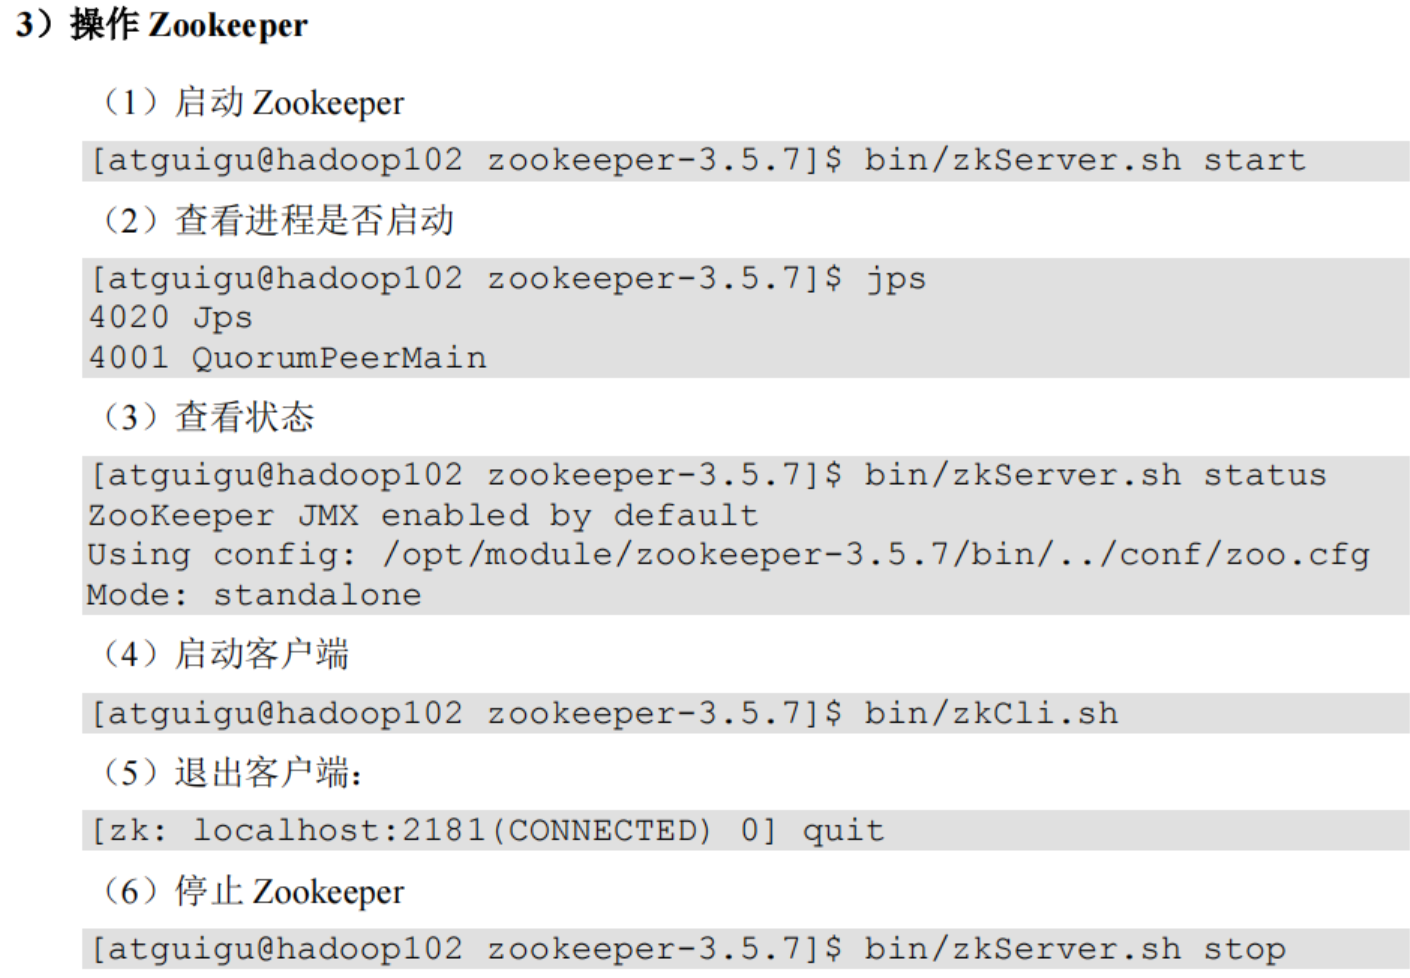 3）操作 Zookeeper
（1）启动 Zookeeper
[atguigu@hadoop102 zookeeper-3.5.7]$ bin/zkServer.sh start
（2）查看进程是否启动
[atguigu@hadoop102 zookeeper-3.5.7]$ jps
4020 Jps
4001 QuorumPeerMain
（3）查看状态
[atguigu@hadoop102 zookeeper-3.5.7]$ bin/zkServer.sh status
ZooKeeper JMX enabled by default
Using config: /opt/module/zookeeper-3.5.7/bin/../conf/zoo.cfg
Mode: standalone
（4）启动客户端
[atguigu@hadoop102 zookeeper-3.5.7]$ bin/zkCli.sh
（5）退出客户端：
[zk: localhost:2181(CONNECTED) 0] quit
（6）停止 Zookeeper
[atguigu@hadoop102 zookeeper-3.5.7]$ bin/zkServer.sh stop